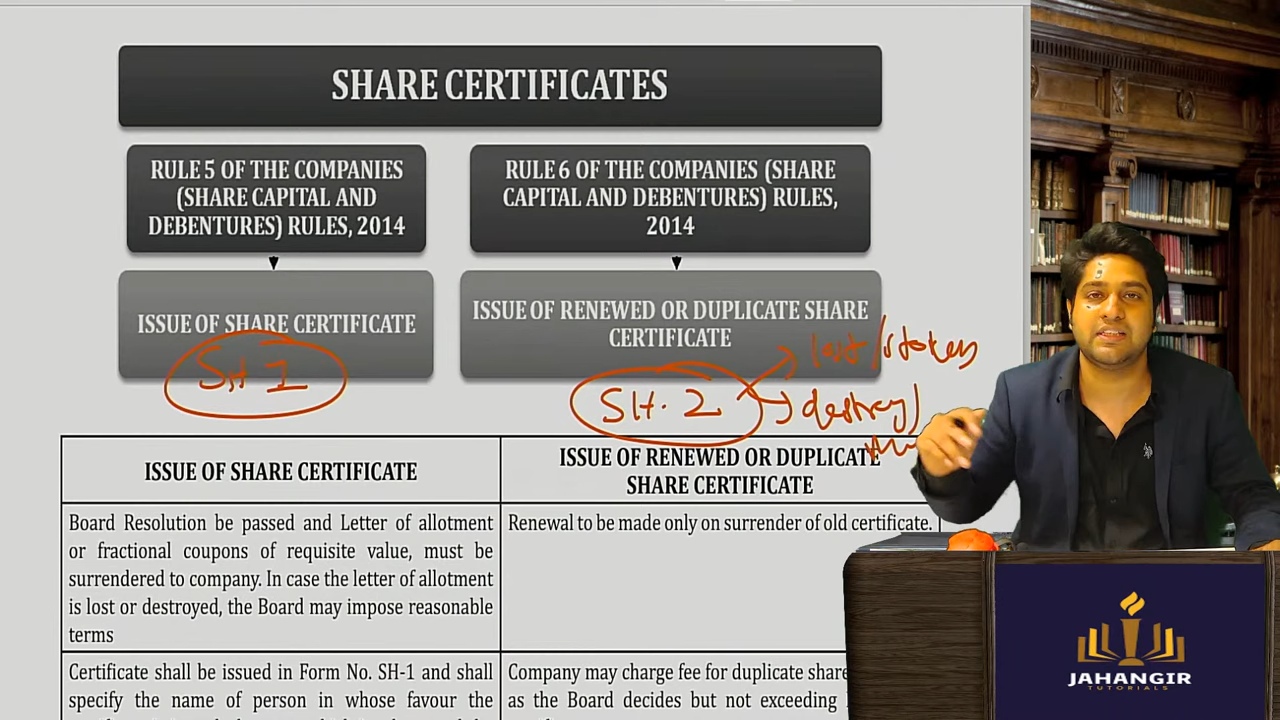 SHARE CERTIFICATES
RULE 5 OF THE COMPANIES
(SHARE CAPITAL AND
DEBENTURES) RULES, 2014
RULE 6 OF THE COMPANIES (SHARE
CAPITAL AND DEBENTURES) RULES,
2014
ISSUE OF SHARE CERTIFICATE
ISSUE OF RENEWED OR DUPLICATE SHARE
CERTIFICATE
SH 1
SH. 2
lost/stolen
destroy/
ISSUE OF SHARE CERTIFICATE
ISSUE OF RENEWED OR DUPLICATE
SHARE CERTIFICATE
Board Resolution be passed and Letter of allotment
or fractional coupons of requisite value, must be
surrendered to company. In case the letter of allotment
is lost or destroyed, the Board may impose reasonable
terms
Renewal to be made only on surrender of old certificate.
Certificate shall be issued in Form No. SH-1 and shall
specify the name of person in whose favour the
Company may charge fee for duplicate share
as the Board decides but not exceeding
JAHANGIR
TUTORIALS